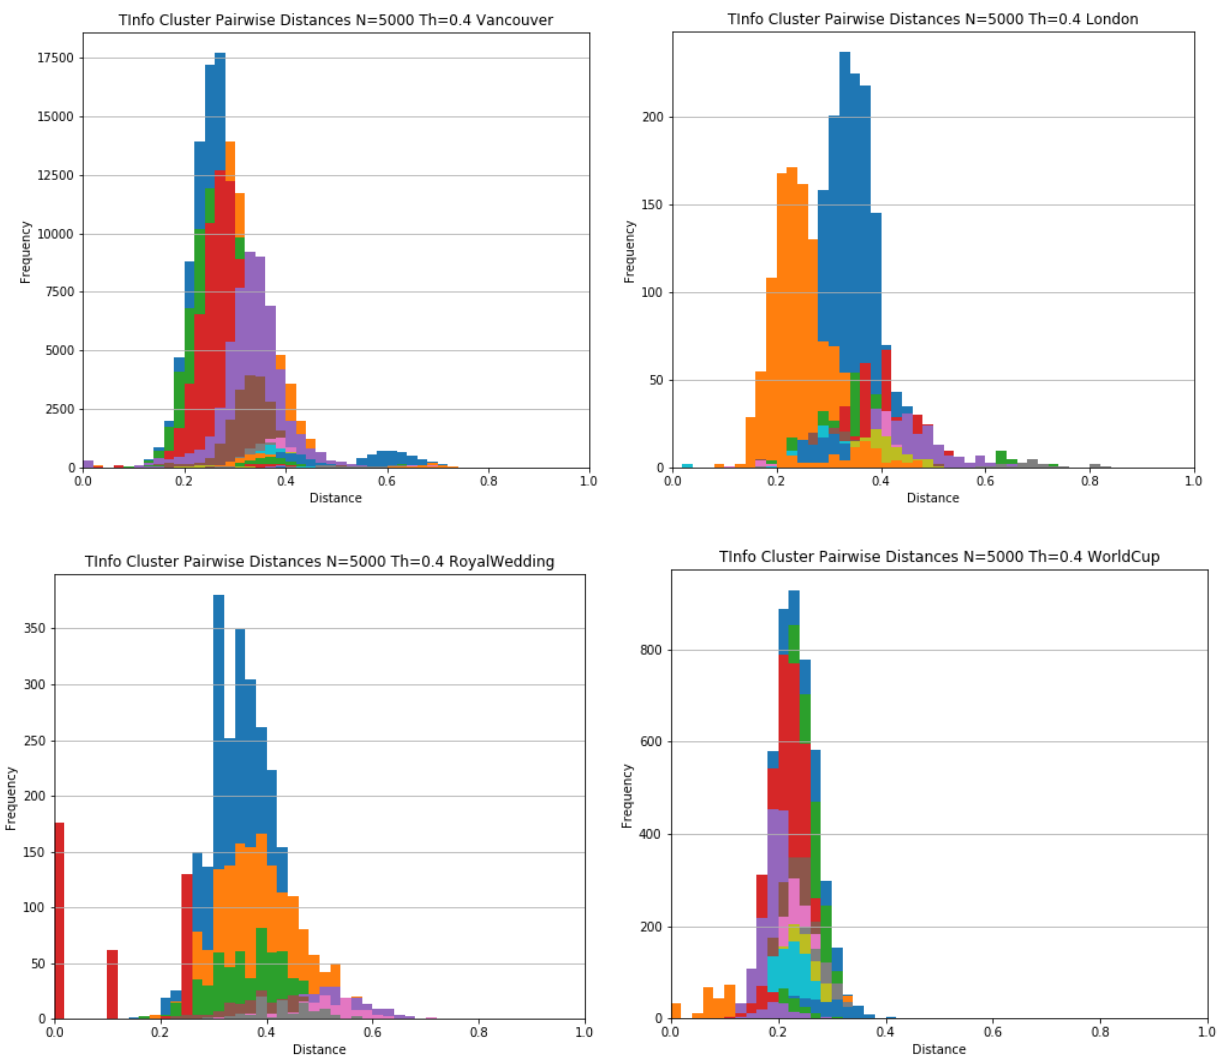 TInfo Cluster Pairwise Distances N=5000 Th=0.4 Vancouver
17500
15000
12500
10000
7500
5000
2500
0
Frequency
0.0 0.2 0.4 0.6 0.8 1.0
Distance
TInfo Cluster Pairwise Distances N=5000 Th=0.4 London
200
150
100
50
0
Frequency
0.0 0.2 0.4 0.6 0.8 1.0
Distance
TInfo Cluster Pairwise Distances N=5000 Th=0.4 RoyalWedding
350
300
250
200
150
100
50
0
Frequency
0.0 0.2 0.4 0.6 0.8 1.0
Distance
TInfo Cluster Pairwise Distances N=5000 Th=0.4 WorldCup
800
600
400
200
0
Frequency
0.0 0.2 0.4 0.6 0.8 1.0
Distance